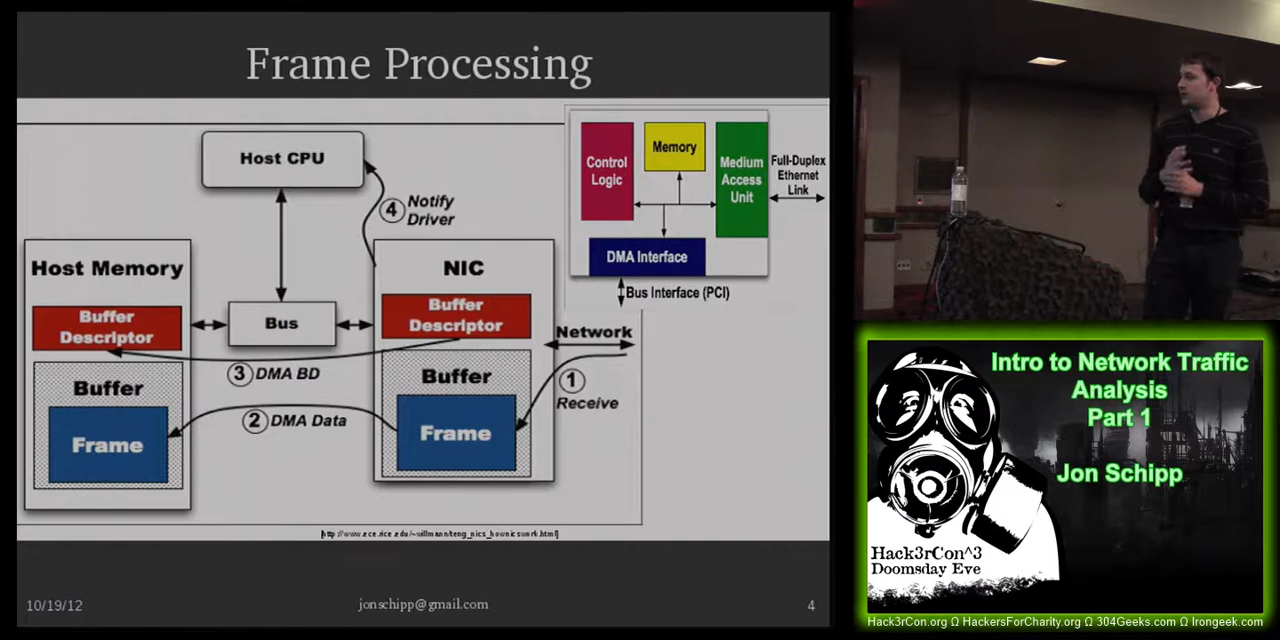 Frame Processing
Host CPU
4
Notify
Driver
Host Memory
Buffer
Descriptor
Buffer
Frame
Bus
3 DMA BD
2 DMA Data
NIC
Buffer
Descriptor
Buffer
Frame
Network
1
Receive
Control
Logic
Memory
Medium
Access
Unit
DMA Interface
Bus Interface (PCI)
Full-Duplex
Ethernet
Link
10/19/12
jonschipp@gmail.com
4
Intro to Network Traffic
Analysis
Part 1
Jon Schipp
Hack3rCon^3
Doomsday Eve
Hack3rCon.org Ω HackersForCharity.org Ω 304Geeks.com Ω Irongeek.com